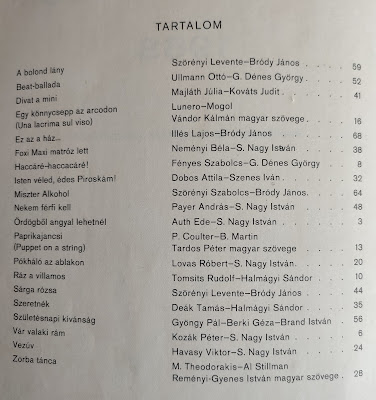 TARTALOM
A bolond lány Szörényi Levente–Bródy János . . . . 59
Beat-ballada Ullmann Ottó–G. Dénes György . . . . 52
Divat a mini Majláth Júlia–Kováts Judit . . . . . 41
Egy könnycsepp az arcodon Lunero–Mogol
(Una lacrima sul viso) Vándor Kálmán magyar szövege . . . . 16
Ez az a ház... Illés Lajos–Bródy János . . . . . 68
Foxi Maxi matróz lett Neményi Béla–S. Nagy István . . . . 36
Haccáré-haccacáré! Fényes Szabolcs–G. Dénes György . . . 8
Isten véled, édes Piroskám! Dobos Attila–Szenes Iván . . . . . 32
Miszter Alkohol Szörényi Szabolcs–Bródy János . . . . 64
Nekem férfi kell Payer András–S. Nagy István . . . . 48
Ördögből angyal lehetnél Auth Ede–S. Nagy István . . . . . 3
Paprikajancsi P. Coulter–B. Martin
(Puppet on a string) Tardos Péter magyar szövege . . . . 13
Pókháló az ablakon Lovas Róbert–S. Nagy István . . . . 20
Ráz a villamos Tomsits Rudolf–Halmágyi Sándor . . . . 10
Sárga rózsa Szörényi Levente–Bródy János . . . . 44
Szeretnék Deák Tamás–Halmágyi Sándor . . . . 35
Születésnapi kívánság György Pál–Berki Géza–Brand István . . 56
Vár valaki rám Kozák Péter–S. Nagy István . . . . . 6
Vezúv Havasy Viktor–S. Nagy István . . . . 24
Zorba tánca M. Theodorakis–Al Stillman
Reményi-Gyenes István magyar szövege . . 28